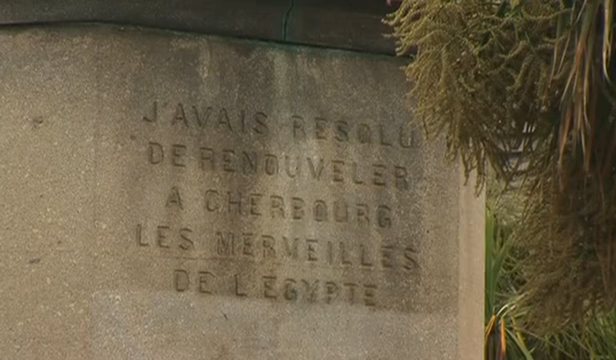 J'AVAIS RESOLU
DE RENOUVELER
A CHERBOURG
LES MERVEILLES
DE L'EGYPTE